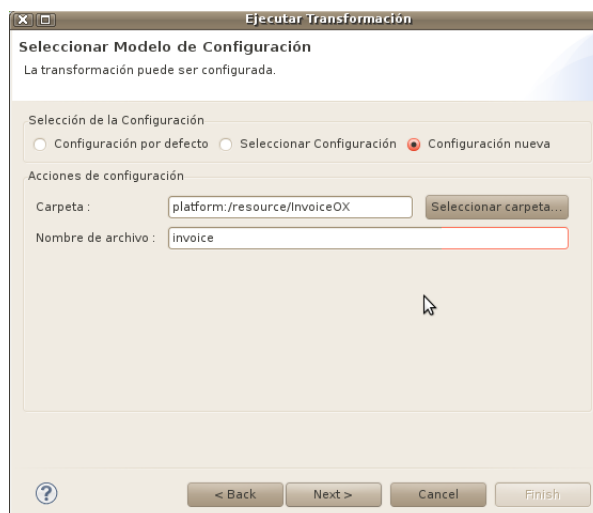 Ejecutar Transformación
Seleccionar Modelo de Configuración
La transformación puede ser configurada.
Selección de la Configuración
Configuración por defecto Seleccionar Configuración Configuración nueva
Acciones de configuración
Carpeta : platform:/resource/InvoiceOX Seleccionar carpeta...
Nombre de archivo : invoice
? < Back Next > Cancel Finish